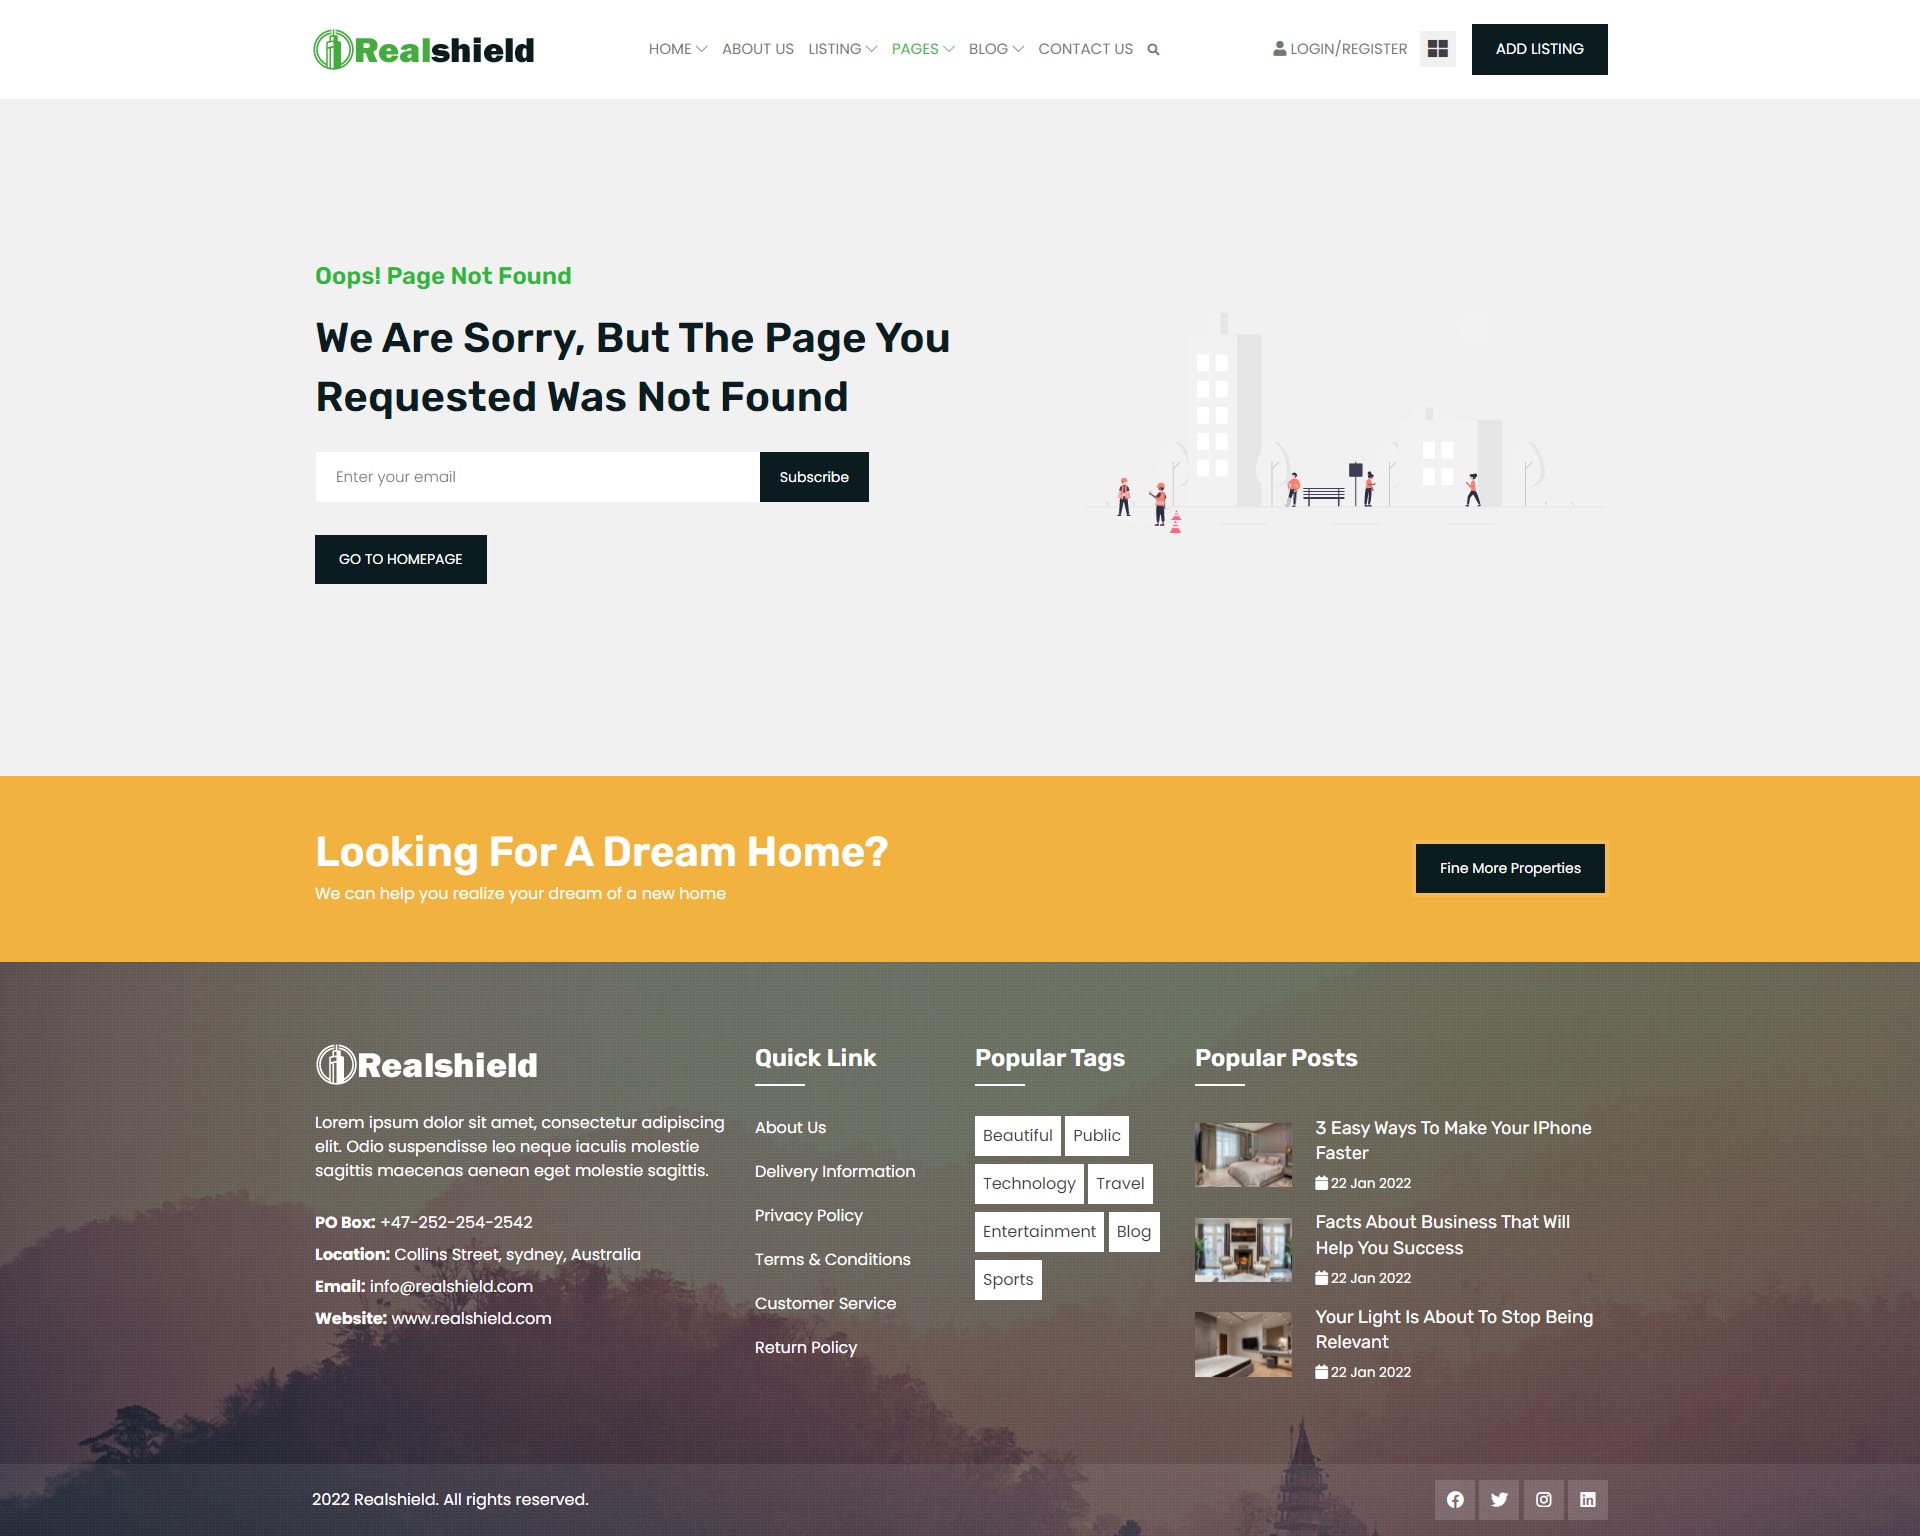 Realshield
HOME ABOUT US LISTING PAGES BLOG CONTACT US
LOGIN/REGISTER
ADD LISTING
Oops! Page Not Found
We Are Sorry, But The Page You
Requested Was Not Found
Enter your email
Subscribe
GO TO HOMEPAGE
Looking For A Dream Home?
We can help you realize your dream of a new home
Fine More Properties
Realshield
Lorem ipsum dolor sit amet, consectetur adipiscing
elit. Odio suspendisse leo neque iaculis molestie
sagittis maecenas aenean eget molestie sagittis.
PO Box: +47-252-254-2542
Location: Collins Street, sydney, Australia
Email: info@realshield.com
Website: www.realshield.com
Quick Link
About Us
Delivery Information
Privacy Policy
Terms & Conditions
Customer Service
Return Policy
Popular Tags
Beautiful Public
Technology Travel
Entertainment Blog
Sports
Popular Posts
3 Easy Ways To Make Your IPhone
Faster
22 Jan 2022
Facts About Business That Will
Help You Success
22 Jan 2022
Your Light Is About To Stop Being
Relevant
22 Jan 2022
2022 Realshield. All rights reserved.